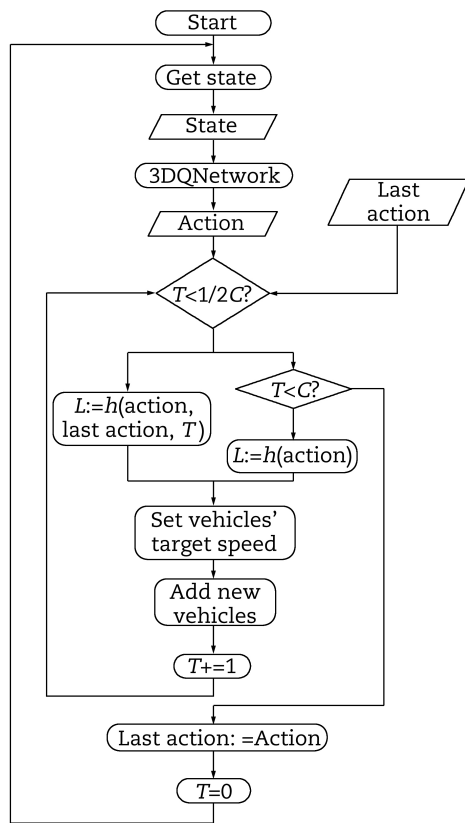 Start
Get state
State
3DQNetwork
Action
Last
action
T<1/2C?
T<C?
L:=h(action,
last action, T)
L:=h(action)
Set vehicles’
target speed
Add new
vehicles
T+=1
Last action: =Action
T=0